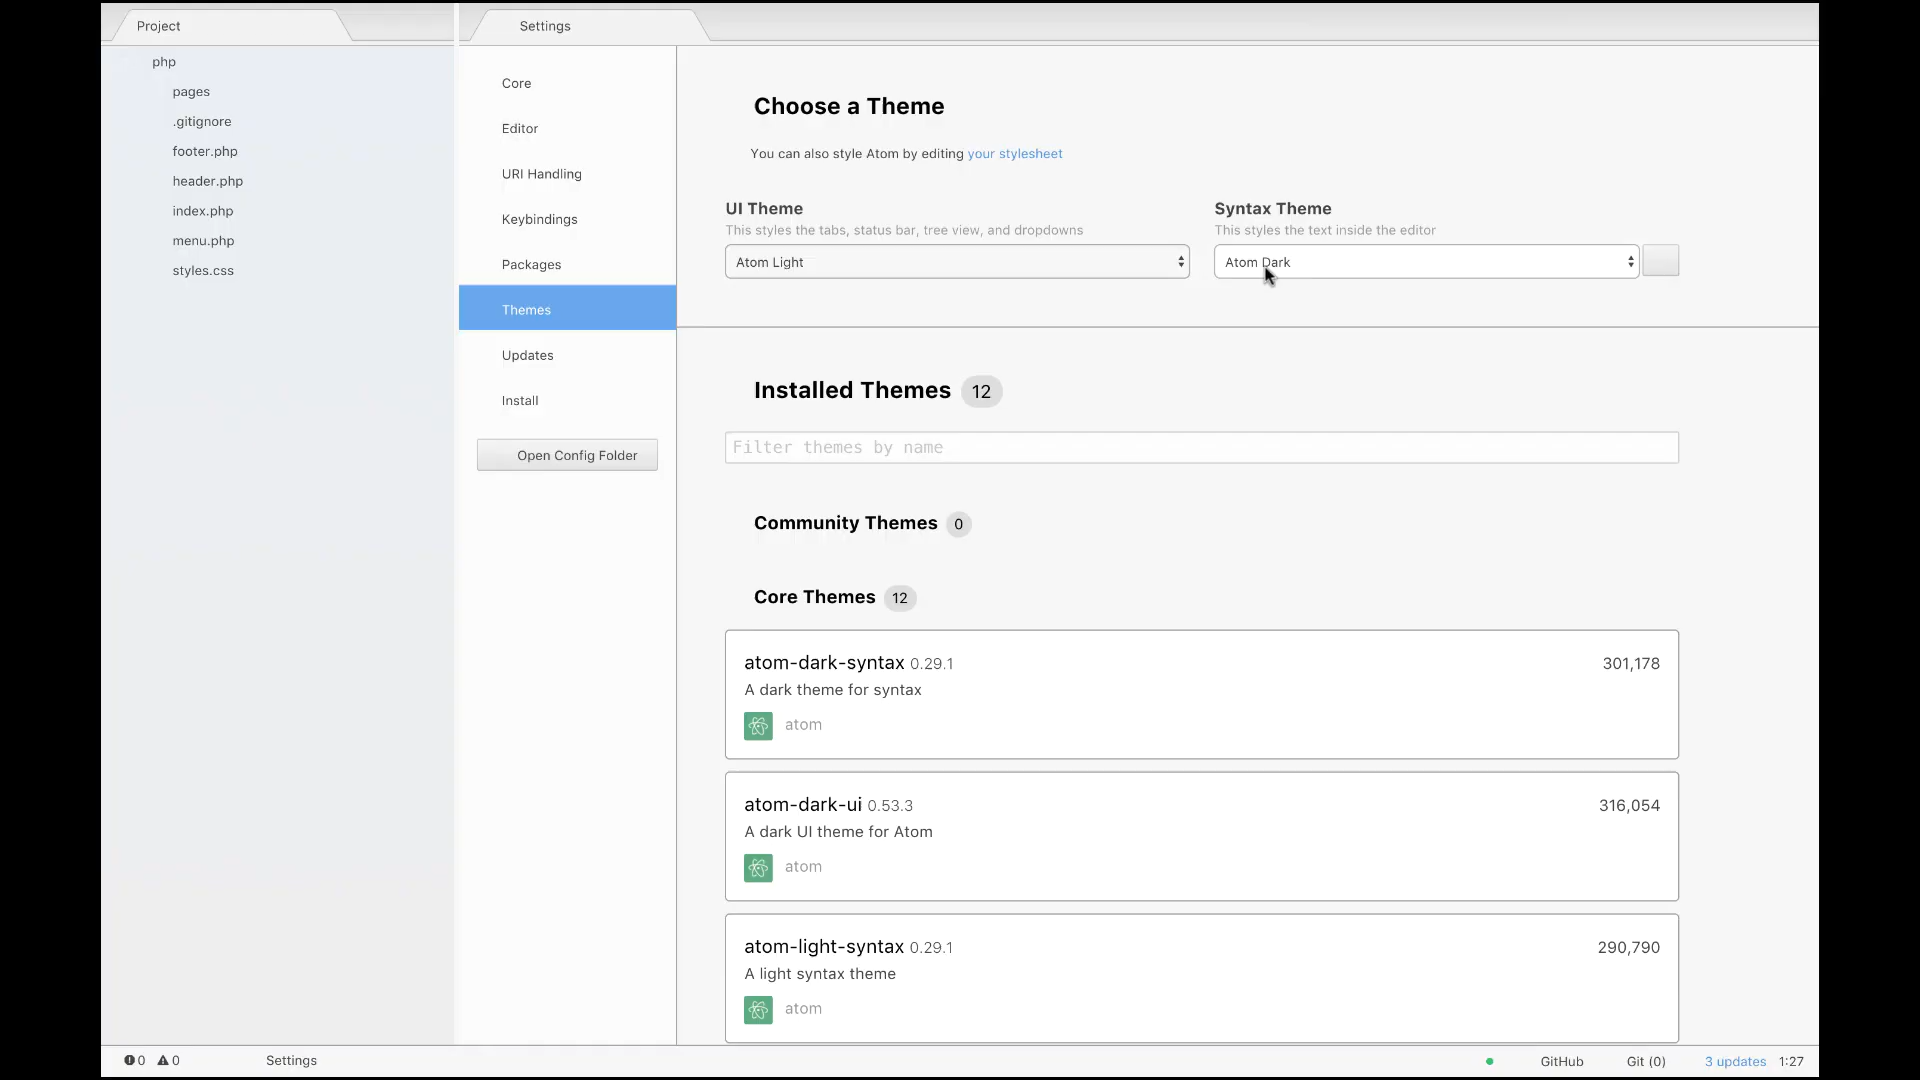 Project
php
pages
.gitignore
footer.php
header.php
index.php
menu.php
styles.css
Settings
Core
Editor
URI Handling
Keybindings
Packages
Themes
Updates
Install
Open Config Folder
Choose a Theme
You can also style Atom by editing your stylesheet
UI Theme
This styles the tabs, status bar, tree view, and dropdowns
Atom Light
Syntax Theme
This styles the text inside the editor
Atom Dark
Installed Themes 12
Filter themes by name
Community Themes 0
Core Themes 12
atom-dark-syntax 0.29.1 301,178
A dark theme for syntax
atom
atom-dark-ui 0.53.3 316,054
A dark UI theme for Atom
atom
atom-light-syntax 0.29.1 290,790
A light syntax theme
atom
0 0 Settings GitHub Git (0) 3 updates 1:27